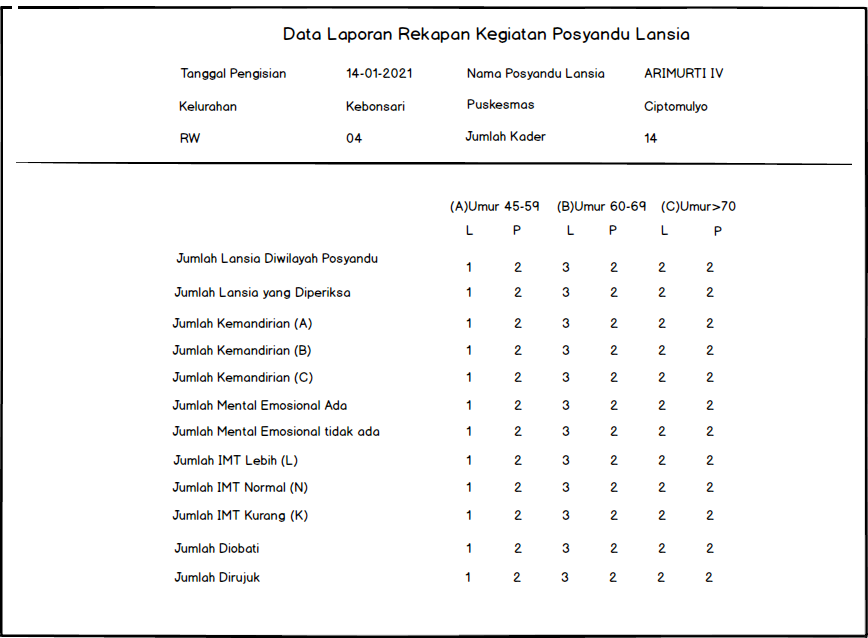 Data Laporan Rekapan Kegiatan Posyandu Lansia
Tanggal Pengisian 14-01-2021 Nama Posyandu Lansia ARIMURTI IV
Kelurahan Kebonsari Puskesmas Ciptomulyo
RW 04 Jumlah Kader 14
(A)Umur 45-59 (B)Umur 60-69 (C)Umur>70
L P L P L P
Jumlah Lansia Diwilayah Posyandu 1 2 3 2 2 2
Jumlah Lansia yang Diperiksa 1 2 3 2 2 2
Jumlah Kemandirian (A) 1 2 3 2 2 2
Jumlah Kemandirian (B) 1 2 3 2 2 2
Jumlah Kemandirian (C) 1 2 3 2 2 2
Jumlah Mental Emosional Ada 1 2 3 2 2 2
Jumlah Mental Emosional tidak ada 1 2 3 2 2 2
Jumlah IMT Lebih (L) 1 2 3 2 2 2
Jumlah IMT Normal (N) 1 2 3 2 2 2
Jumlah IMT Kurang (K) 1 2 3 2 2 2
Jumlah Diobati 1 2 3 2 2 2
Jumlah Dirujuk 1 2 3 2 2 2